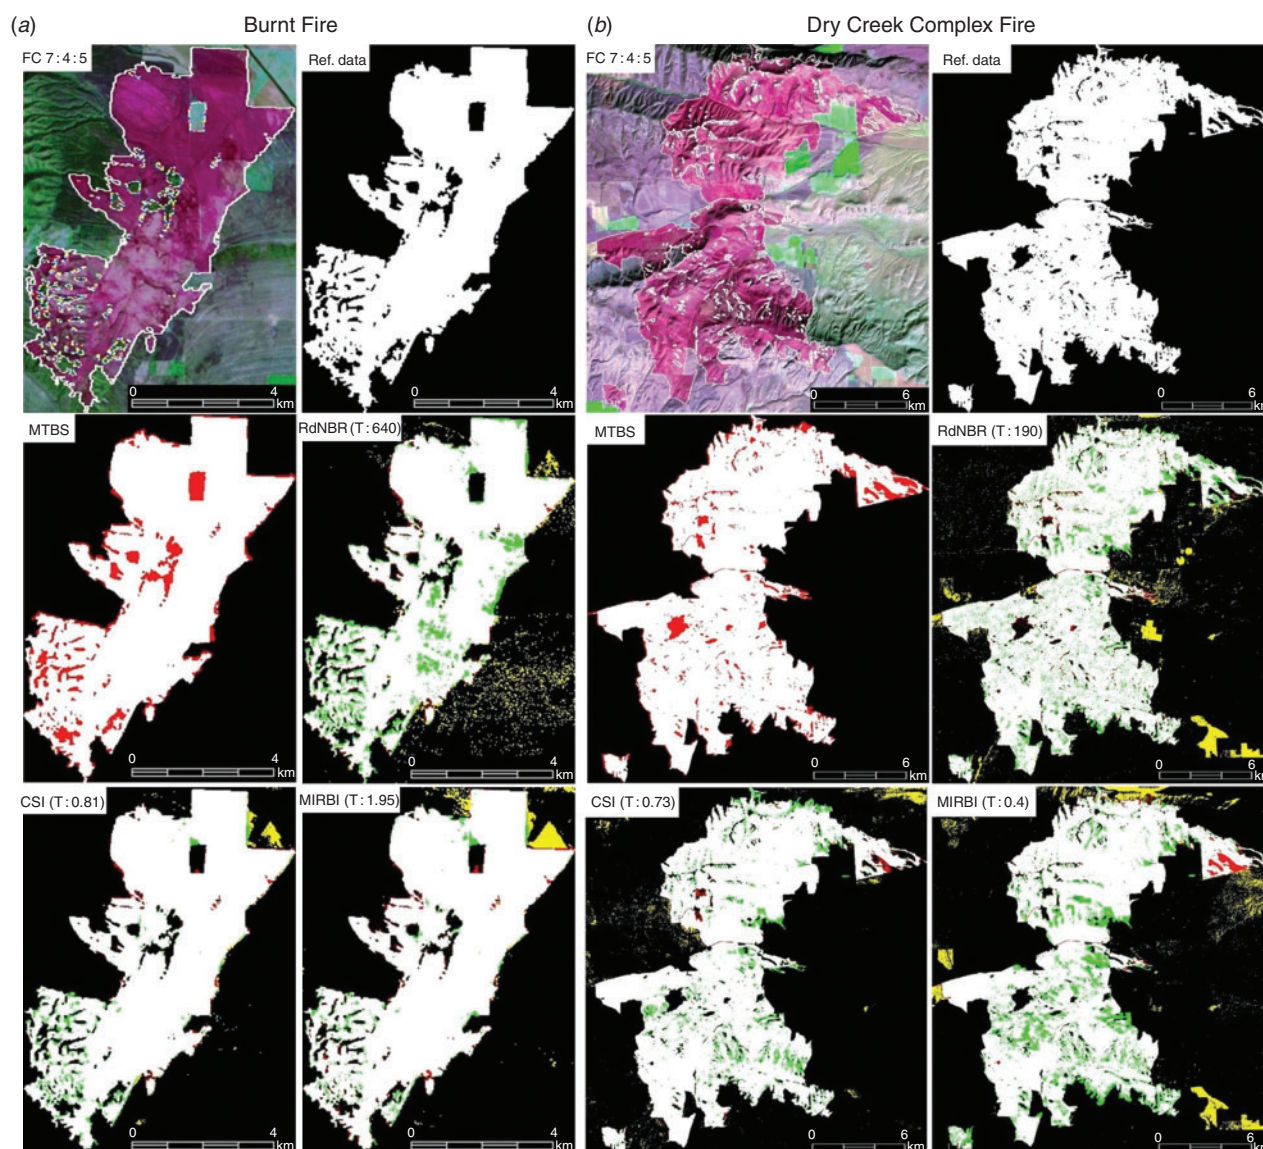 (a) Burnt Fire (b) Dry Creek Complex Fire
FC 7 : 4 : 5 Ref. data FC 7 : 4 : 5 Ref. data
0 4 0 4 0 6 0 6
km km km km
MTBS RdNBR (T : 640) MTBS RdNBR (T : 190)
0 4 0 4 0 6 0 6
km km km km
CSI (T : 0.81) MIRBI (T : 1.95) CSI (T : 0.73) MIRBI (T : 0.4)
0 4 0 4 0 6 0 6
km km km km